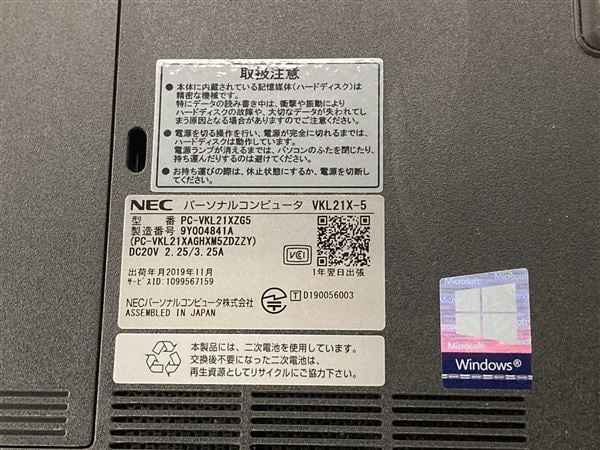 取扱注意
● 本体に内蔵されている記憶媒体(ハードディスク)は
精密な機械です。
特にデータの読み書き中は、衝撃や振動により
ハードディスクの故障や、大切なデータが失われてし
まう原因となる場合がありますのでご注意ください。
● 電源を切る操作を行い、電源が完全に切れるまでは、
ハードディスクは動作しています。
電源ランプが消えるまでは、パソコンのふたを閉じたり、
持ち運んだりするのは避けてください。
● お持ち運びの際は、休止状態にするか、電源を切断し
てください。
NEC パーソナルコンピュータ VKL21X-5
型 番 PC-VKL21XZG5
製造番号 9Y004841A
(PC-VKL21XAGHXM5ZDZZY)
DC20V 2.25/3.25A
VCCI
1年翌日出張
出荷年月2019年11月
サービスID:1099567159
NECパーソナルコンピュータ株式会社
ASSEMBLED IN JAPAN
T D190056003
本製品には、二次電池を使用しています。
交換後不要になった二次電池は、
再生資源としてリサイクルにご協力下さい。
Microsoft
Microsoft
Windows®